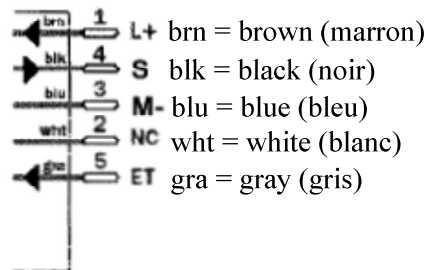 brn 1 L+ brn = brown (marron)
blk 4 S blk = black (noir)
blu 3 M- blu = blue (bleu)
wht 2 NC wht = white (blanc)
gra 5 ET gra = gray (gris)